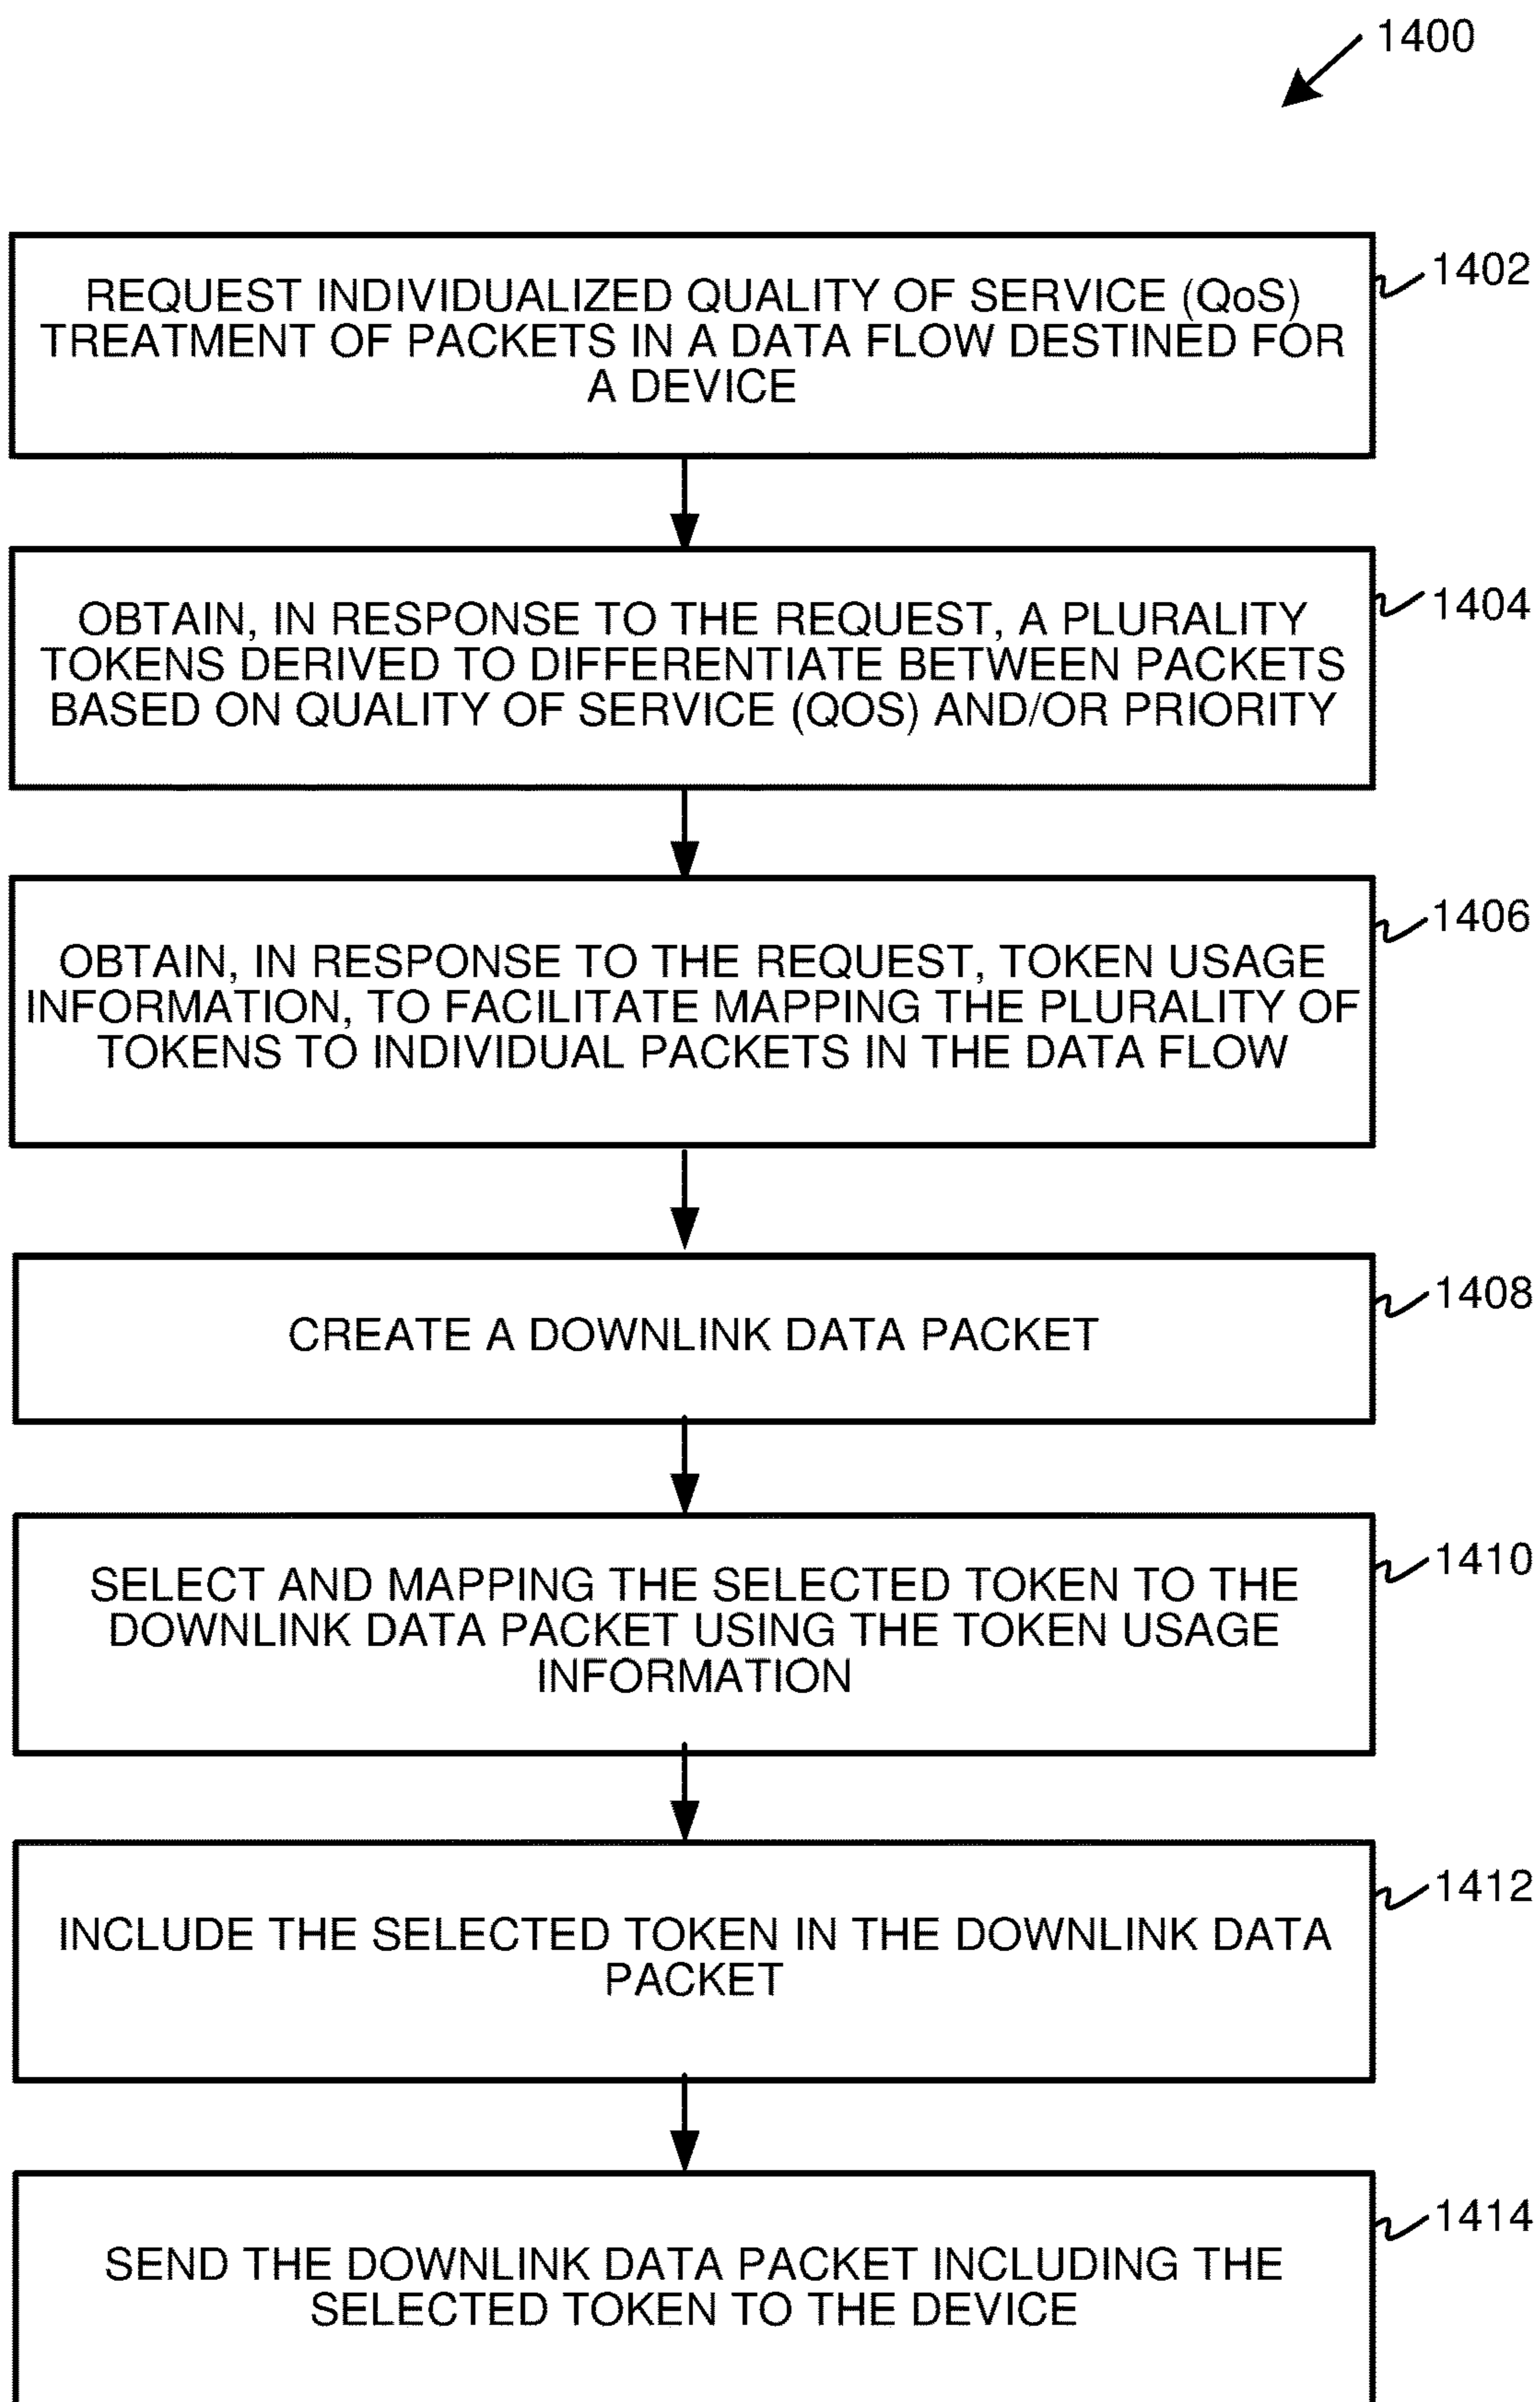 1400
REQUEST INDIVIDUALIZED QUALITY OF SERVICE (QoS)
TREATMENT OF PACKETS IN A DATA FLOW DESTINED FOR
A DEVICE
1402
OBTAIN, IN RESPONSE TO THE REQUEST, A PLURALITY
TOKENS DERIVED TO DIFFERENTIATE BETWEEN PACKETS
BASED ON QUALITY OF SERVICE (QOS) AND/OR PRIORITY
1404
OBTAIN, IN RESPONSE TO THE REQUEST, TOKEN USAGE
INFORMATION, TO FACILITATE MAPPING THE PLURALITY OF
TOKENS TO INDIVIDUAL PACKETS IN THE DATA FLOW
1406
CREATE A DOWNLINK DATA PACKET
1408
SELECT AND MAPPING THE SELECTED TOKEN TO THE
DOWNLINK DATA PACKET USING THE TOKEN USAGE
INFORMATION
1410
INCLUDE THE SELECTED TOKEN IN THE DOWNLINK DATA
PACKET
1412
SEND THE DOWNLINK DATA PACKET INCLUDING THE
SELECTED TOKEN TO THE DEVICE
1414